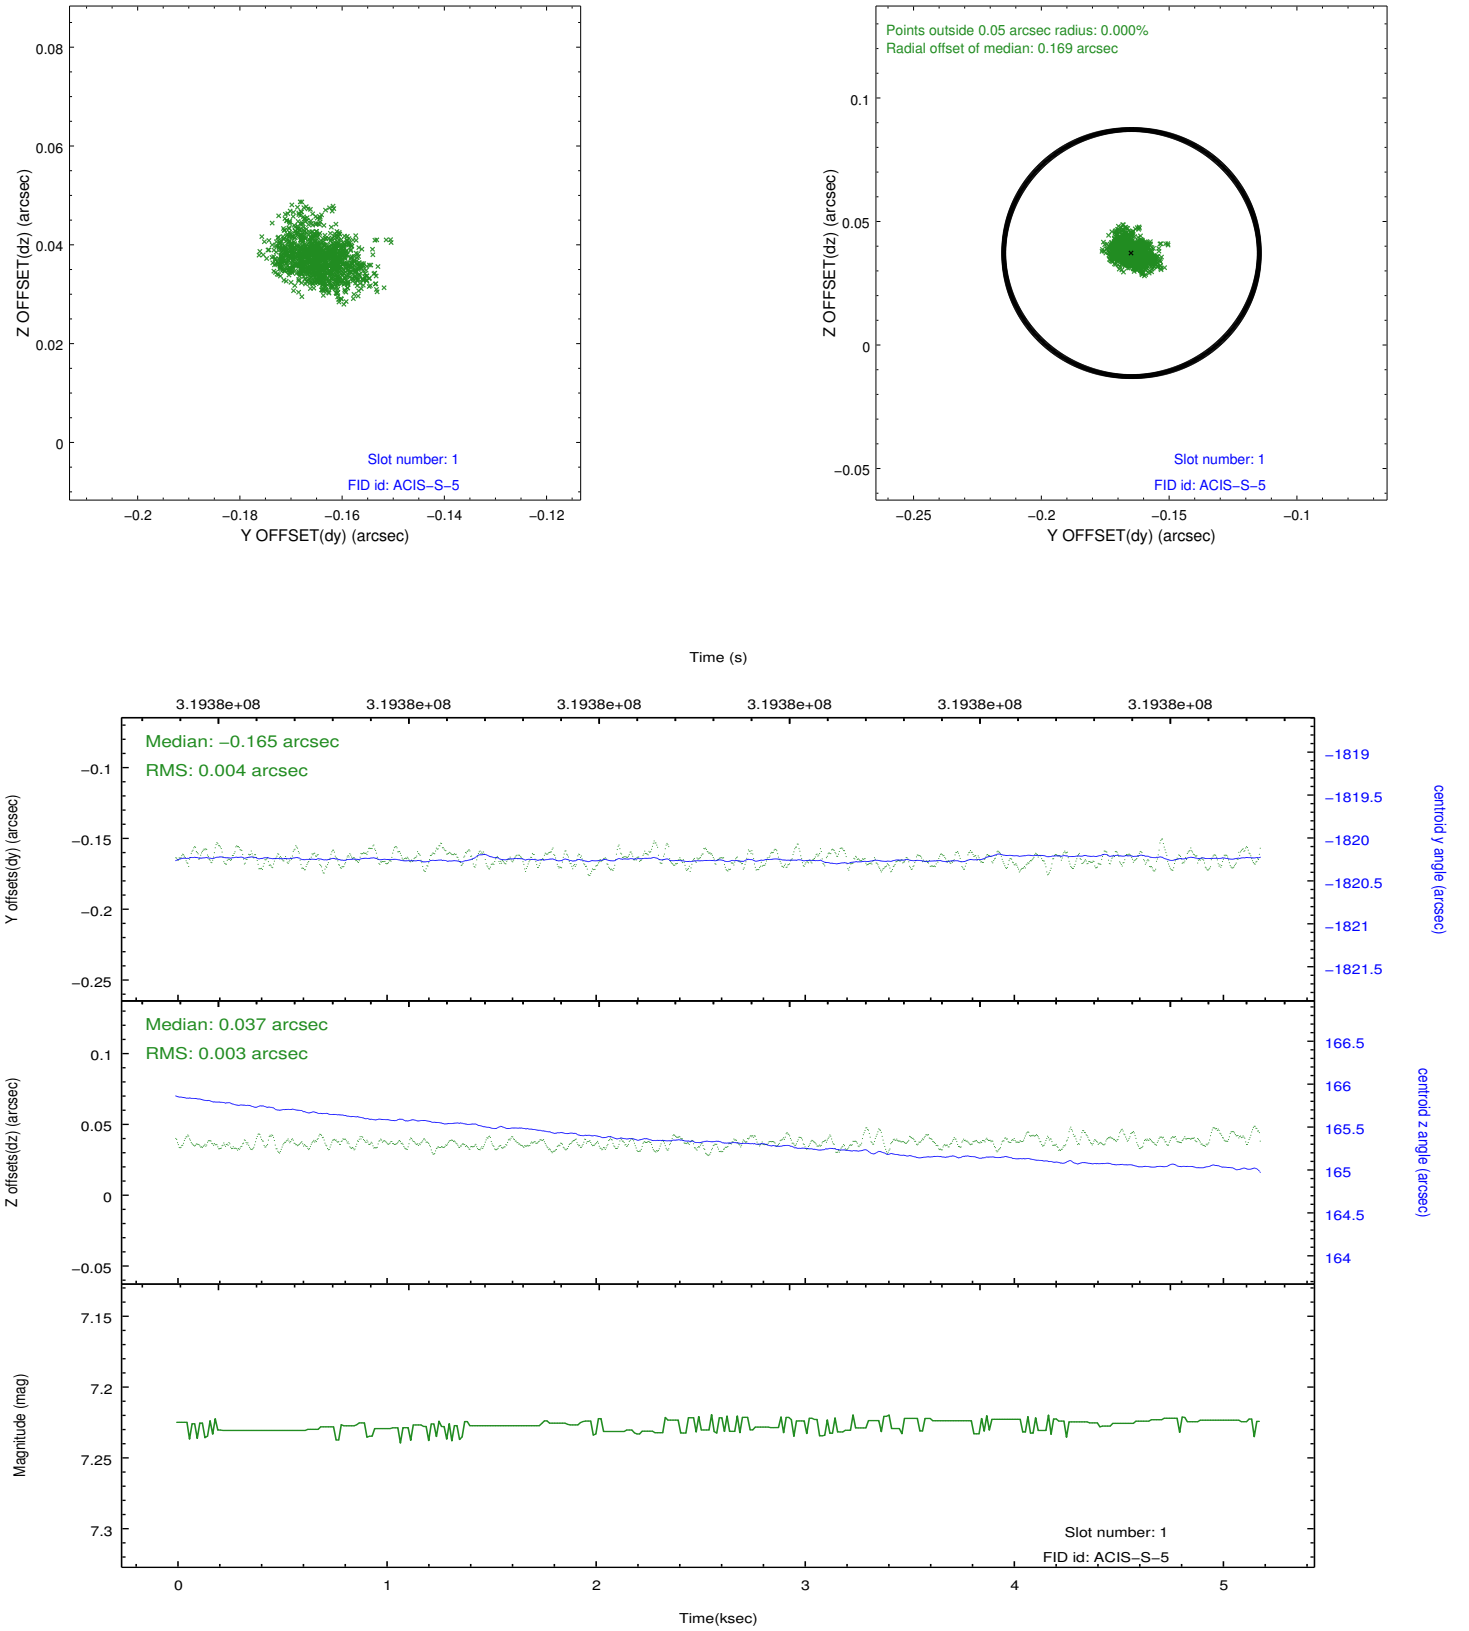 0.08
0.06
0.04
0.02
0
Z OFFSET(dz) (arcsec)
Slot number: 1
FID id: ACIS−S−5
−0.2
−0.18
−0.16
−0.14
−0.12
Y OFFSET(dy) (arcsec)
Points outside 0.05 arcsec radius: 0.000%
Radial offset of median: 0.169 arcsec
0.1
0.05
0
−0.05
Z OFFSET(dz) (arcsec)
Slot number: 1
FID id: ACIS−S−5
−0.25
−0.2
−0.15
−0.1
Y OFFSET(dy) (arcsec)
Time (s)
3.1938e+08
3.1938e+08
3.1938e+08
3.1938e+08
3.1938e+08
3.1938e+08
Median: −0.165 arcsec
RMS: 0.004 arcsec
−0.1
−0.15
−0.2
−0.25
Y offsets(dy) (arcsec)
−1819
−1819.5
−1820
−1820.5
−1821
−1821.5
centroid y angle (arcsec)
Median: 0.037 arcsec
RMS: 0.003 arcsec
0.1
0.05
0
−0.05
Z offsets(dz) (arcsec)
166.5
166
165.5
165
164.5
164
centroid z angle (arcsec)
7.15
7.2
7.25
7.3
Magnitude (mag)
Slot number: 1
FID id: ACIS−S−5
0
1
2
3
4
5
Time(ksec)